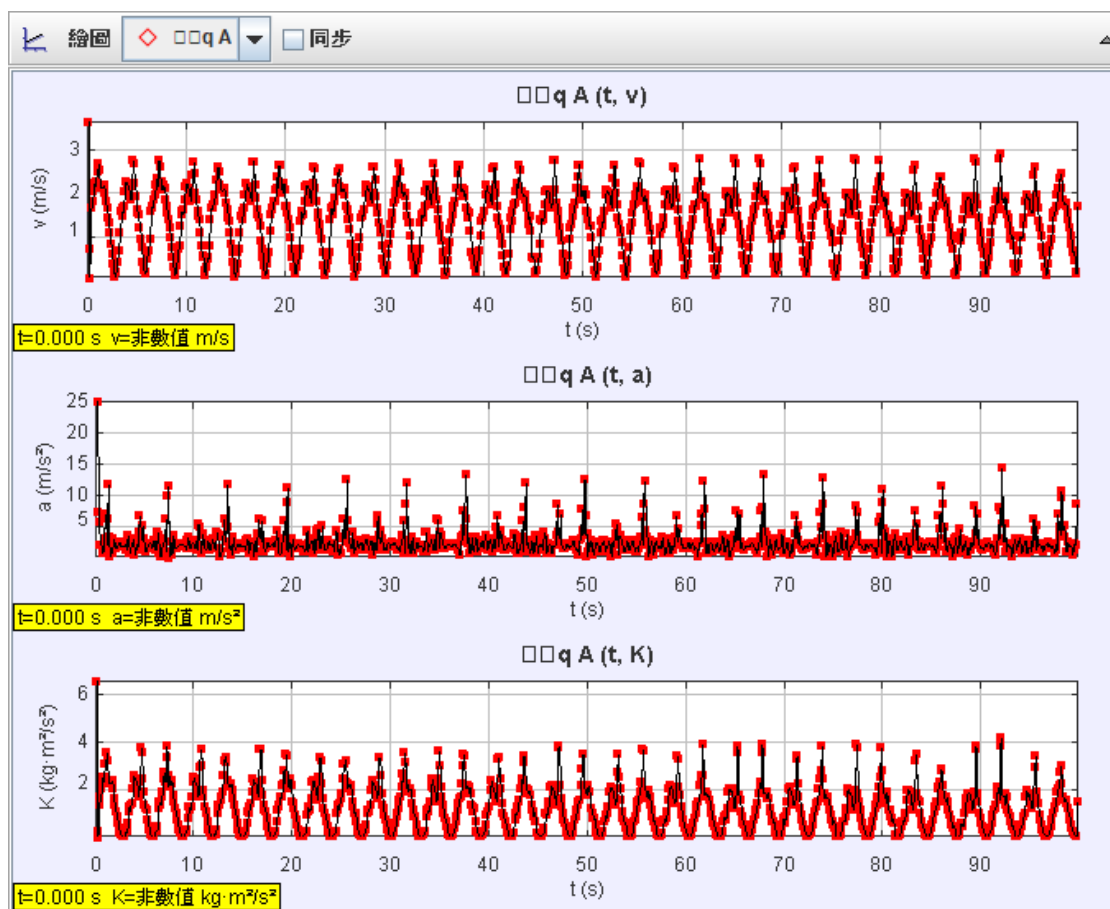 繪圖 □□q A 同步
□□q A (t, v)
v (m/s)
3
2
1
0 10 20 30 40 50 60 70 80 90
t (s)
t=0.000 s v=非數值 m/s
□□q A (t, a)
a (m/s²)
25
20
15
10
5
0 10 20 30 40 50 60 70 80 90
t (s)
t=0.000 s a=非數值 m/s²
□□q A (t, K)
K (kg·m²/s²)
6
4
2
0 10 20 30 40 50 60 70 80 90
t (s)
t=0.000 s K=非數值 kg·m²/s²